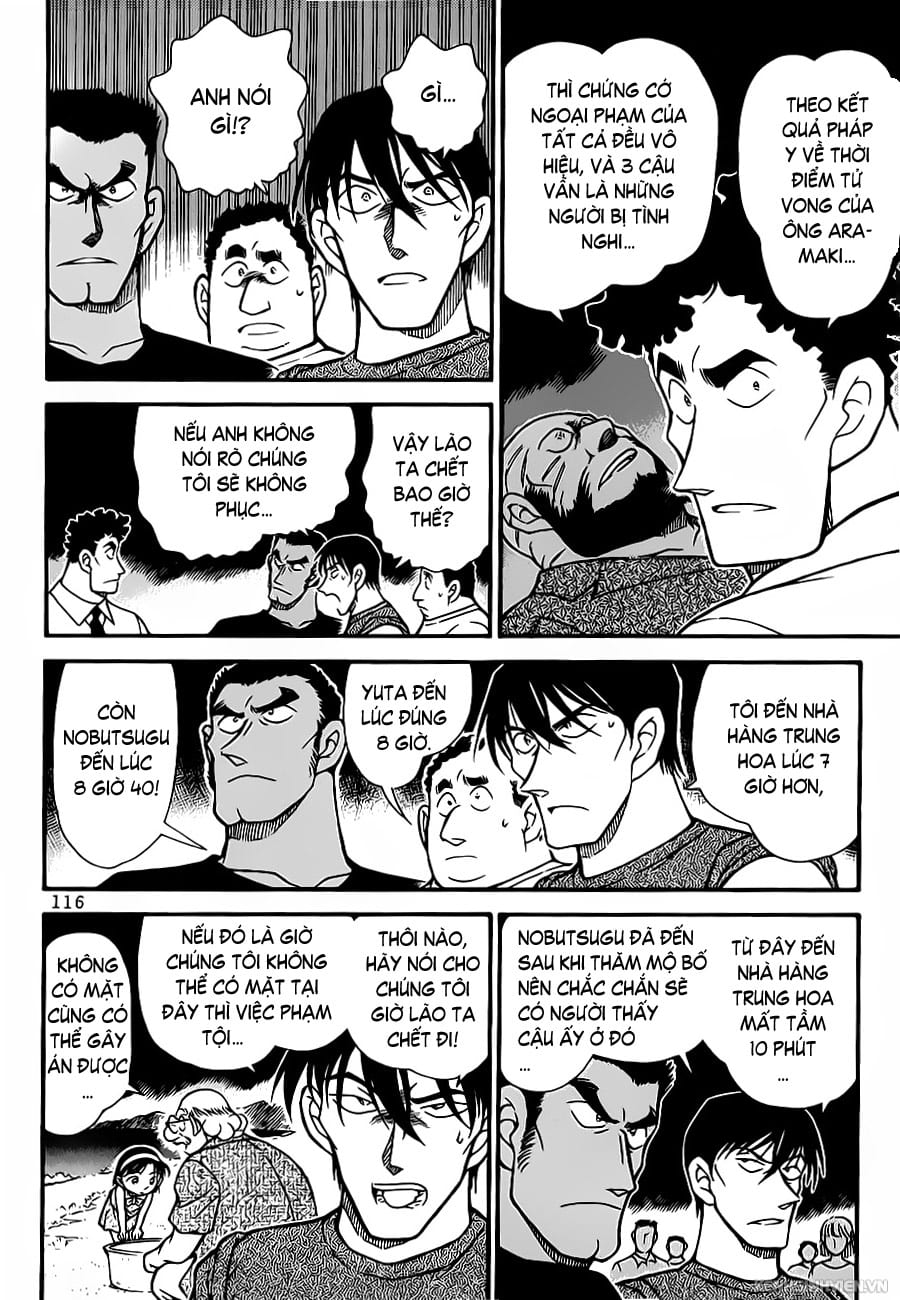 THEO KẾT
QUẢ PHÁP
Y VỀ THỜI
ĐIỂM TỬ
VONG CỦA
ÔNG ARA-
MAKI...
THÌ CHỨNG CỚ
NGOẠI PHẠM CỦA
TẤT CẢ ĐỀU VÔ
HIỆU, VÀ 3 CẬU
VẪN LÀ NHỮNG
NGƯỜI BỊ TÌNH
NGHI...
GÌ...
ANH NÓI
GÌ!?
VẬY LÃO
TA CHẾT
BAO GIỜ
THẾ?
NẾU ANH KHÔNG
NÓI RÕ CHÚNG
TÔI SẼ KHÔNG
PHỤC...
TÔI ĐẾN NHÀ
HÀNG TRUNG
HOA LÚC 7
GIỜ HƠN,
YUTA ĐẾN
LÚC ĐÚNG
8 GIỜ.
CÒN
NOBUTSUGU
ĐẾN LÚC
8 GIỜ 40!
116
TỪ ĐÂY ĐẾN
NHÀ HÀNG
TRUNG HOA
MẤT TẦM
10 PHÚT
...
NOBUTSUGU ĐÃ ĐẾN
SAU KHI THĂM MỘ BỐ
NÊN CHẮC CHẮN SẼ
CÓ NGƯỜI THẤY
CẬU ẤY Ở ĐÓ
...
THÔI NÀO,
HÃY NÓI CHO
CHÚNG TÔI
GIỜ LÃO TA
CHẾT ĐI!
NẾU ĐÓ LÀ GIỜ
CHÚNG TÔI KHÔNG
THỂ CÓ MẶT TẠI
ĐÂY THÌ VIỆC PHẠM
TỘI...
KHÔNG
CÓ MẶT
CŨNG CÓ
THỂ GÂY
ÁN ĐƯỢC
...